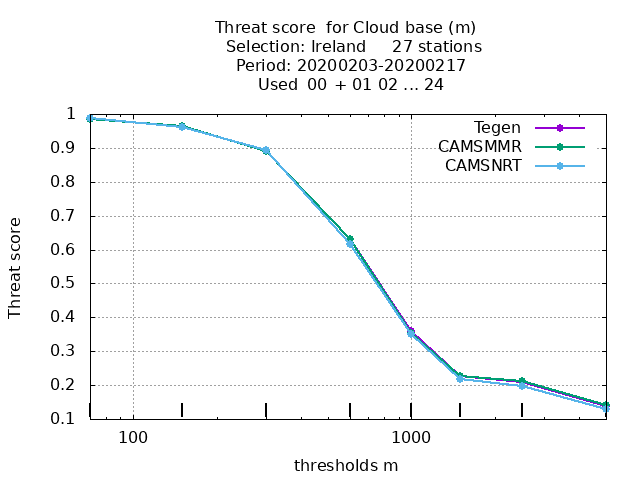 Threat score for Cloud base (m)
Selection: Ireland 27 stations
Period: 20200203-20200217
Used 00 + 01 02 ... 24
Tegen
CAMSMMR
CAMSNRT
Threat score
1
0.9
0.8
0.7
0.6
0.5
0.4
0.3
0.2
0.1
100 1000
thresholds m